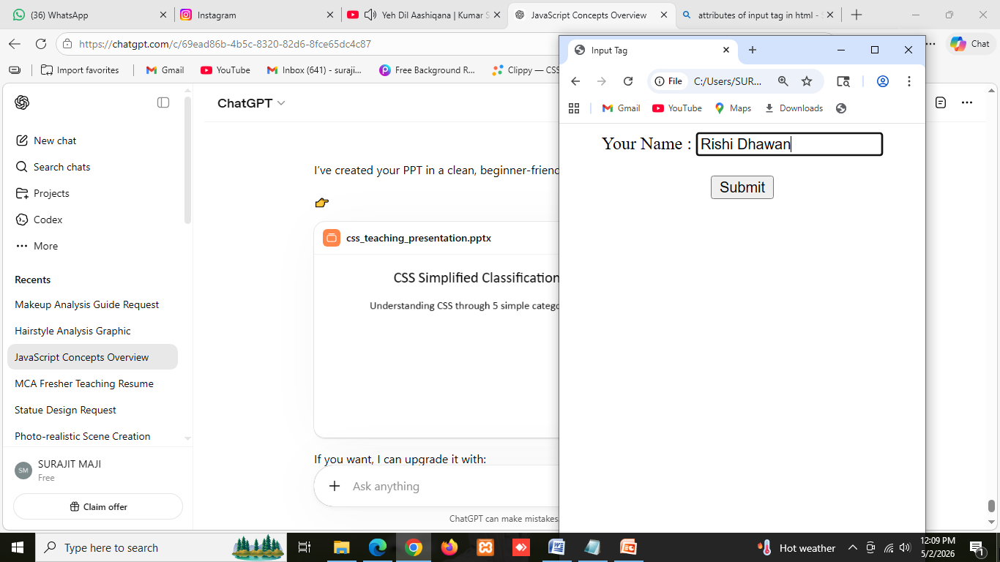 (36) WhatsApp
Instagram
Yeh Dil Aashiqana | Kumar S
JavaScript Concepts Overview
attributes of input tag in html -
https://chatgpt.com/c/69ead86b-4b5c-8320-82d6-8fce65dc4c87
Chat
Import favorites
Gmail
YouTube
Inbox (641) - suraji...
Free Background R...
Clippy — CSS
Input Tag
File
C:/Users/SUR...
Gmail
YouTube
Maps
Downloads
Your Name : Rishi Dhawan
Submit
ChatGPT
New chat
Search chats
Projects
Codex
More
Recents
Makeup Analysis Guide Request
Hairstyle Analysis Graphic
JavaScript Concepts Overview
MCA Fresher Teaching Resume
Statue Design Request
Photo-realistic Scene Creation
SM
SURAJIT MAJI
Free
Claim offer
I've created your PPT in a clean, beginner-friend
css_teaching_presentation.pptx
CSS Simplified Classification
Understanding CSS through 5 simple catego
If you want, I can upgrade it with:
Ask anything
ChatGPT can make mistakes.
Type here to search
Hot weather
12:09 PM
5/2/2026
1